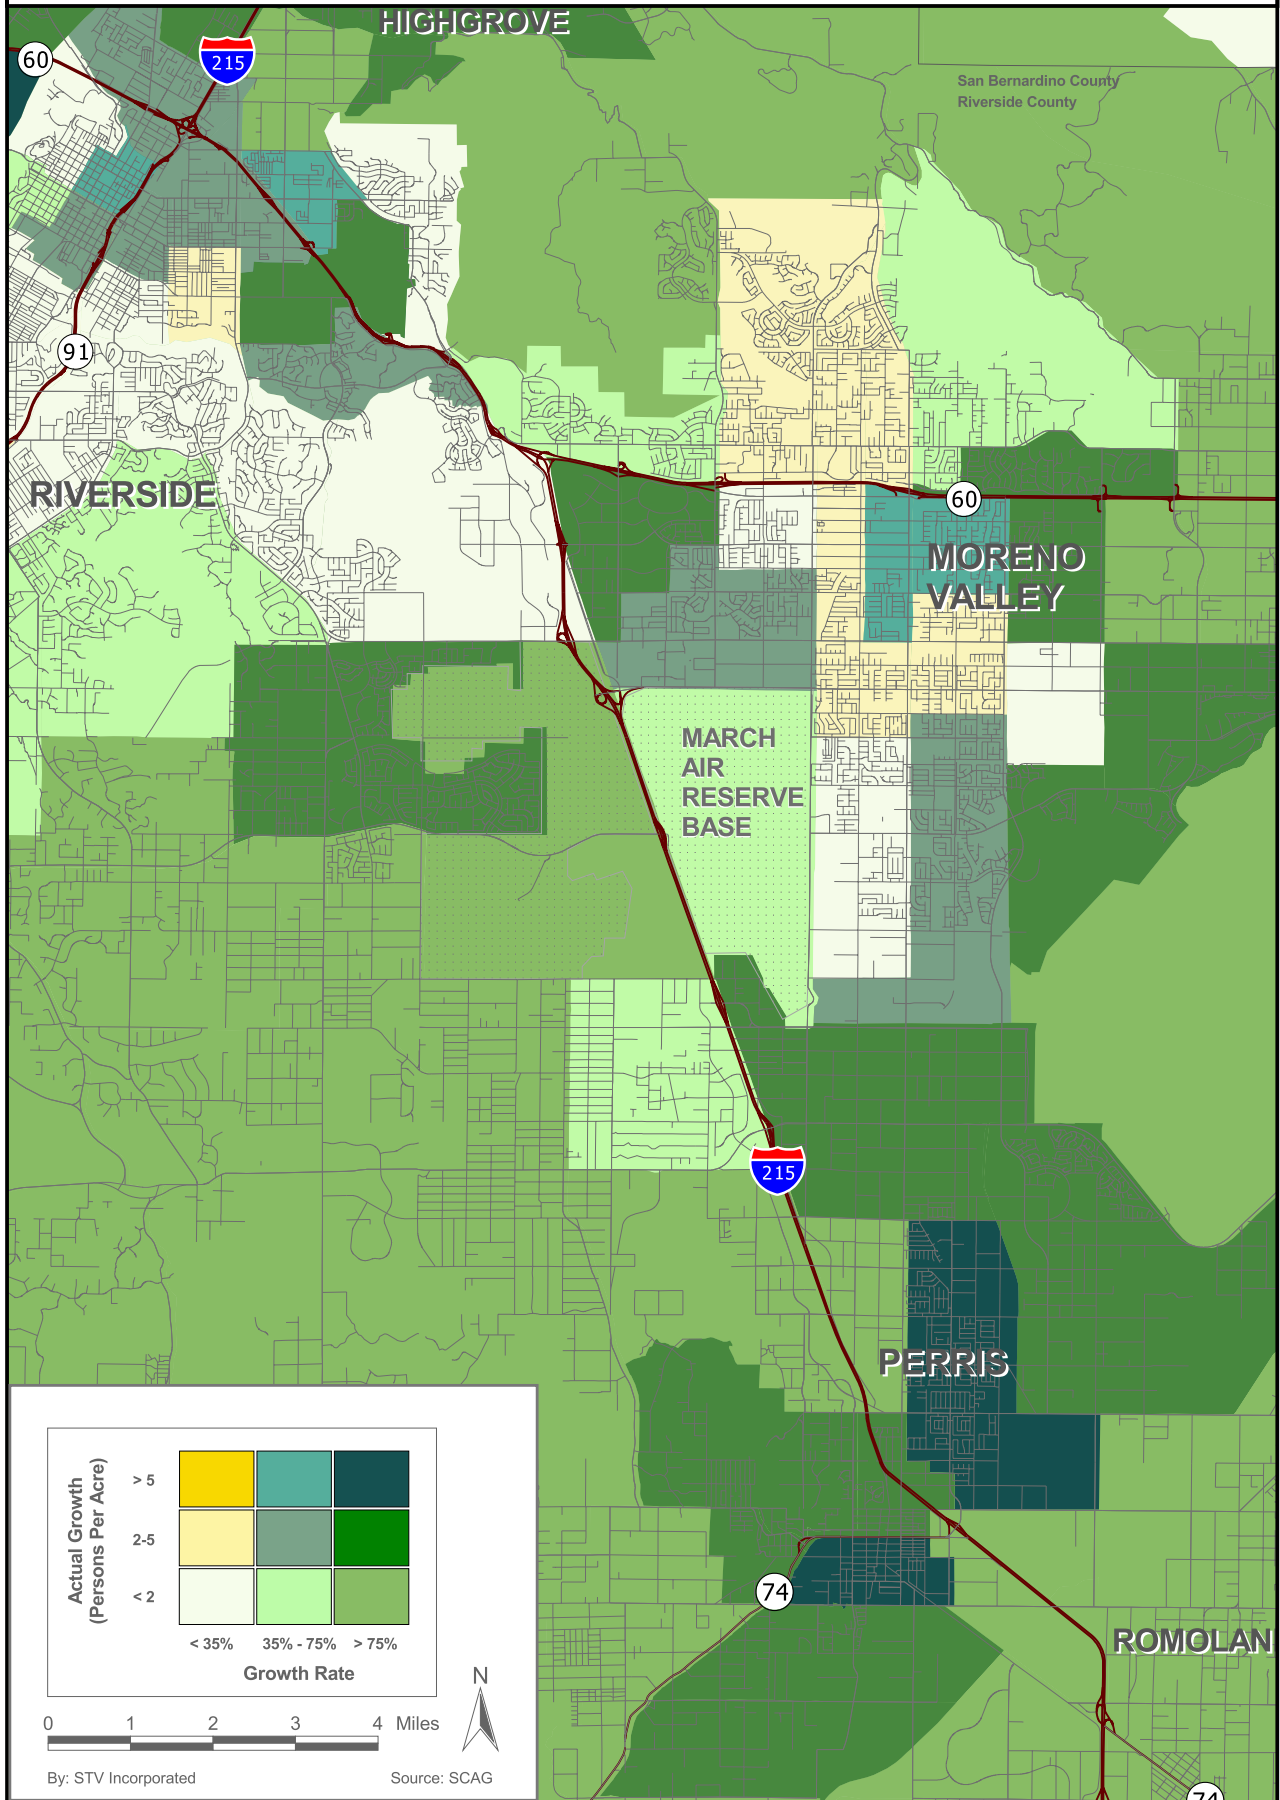 HIGHGROVE
60
215
San Bernardino County
Riverside County
91
RIVERSIDE
60
MORENO
VALLEY
MARCH
AIR
RESERVE
BASE
215
PERRIS
74
ROMOLAN
74
Actual Growth
(Persons Per Acre)
> 5
2-5
< 2
< 35% 35% - 75% > 75%
Growth Rate
N
0 1 2 3 4 Miles
By: STV Incorporated Source: SCAG